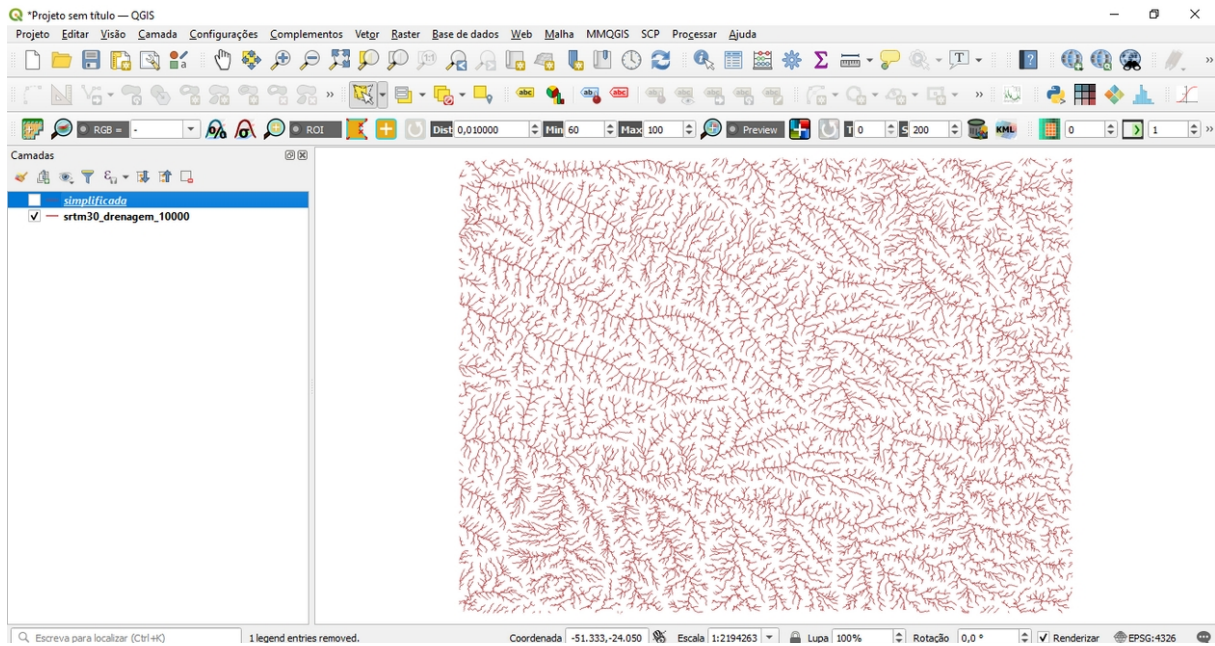 *Projeto sem título — QGIS
Projeto Editar Visão Camada Configurações Complementos Vetor Raster Base de dados Web Malha MMQGIS SCP Processar Ajuda
abc ab abc
RGB = - ROI Dist 0,010000 Min 60 Max 100 Preview T 0 S 200 KML 0 1
Camadas
simplificada
srtm30_drenagem_10000
Escreva para localizar (Ctrl+K) 1 legend entries removed. Coordenada -51.333,-24.050 Escala 1:2194263 Lupa 100% Rotação 0,0 ° Renderizar EPSG:4326